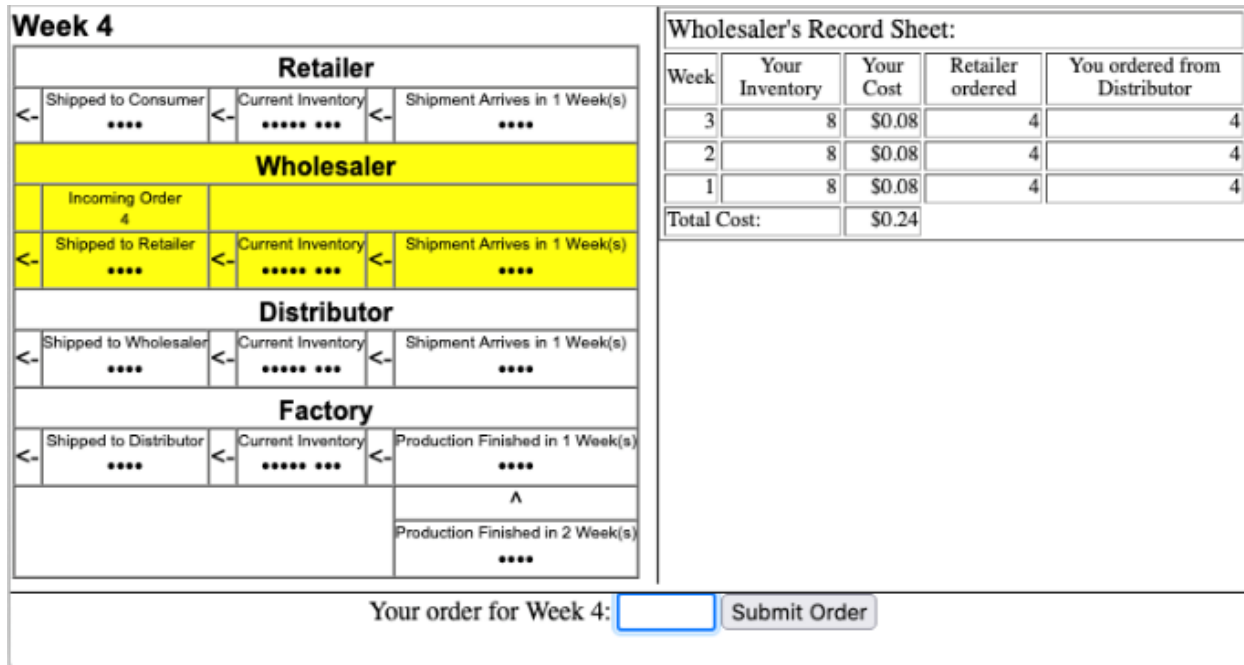 Week 4
Retailer
<- Shipped to Consumer <- Current Inventory <- Shipment Arrives in 1 Week(s)
•••• ••••• ••• ••••
Wholesaler
Incoming Order
4
<- Shipped to Retailer <- Current Inventory <- Shipment Arrives in 1 Week(s)
•••• ••••• ••• ••••
Distributor
<- Shipped to Wholesaler <- Current Inventory <- Shipment Arrives in 1 Week(s)
•••• ••••• ••• ••••
Factory
<- Shipped to Distributor <- Current Inventory <- Production Finished in 1 Week(s)
•••• ••••• ••• ••••
^
Production Finished in 2 Week(s)
••••
Wholesaler's Record Sheet:
Week Your Inventory Your Cost Retailer ordered You ordered from Distributor
3 8 $0.08 4 4
2 8 $0.08 4 4
1 8 $0.08 4 4
Total Cost: $0.24
Your order for Week 4: Submit Order